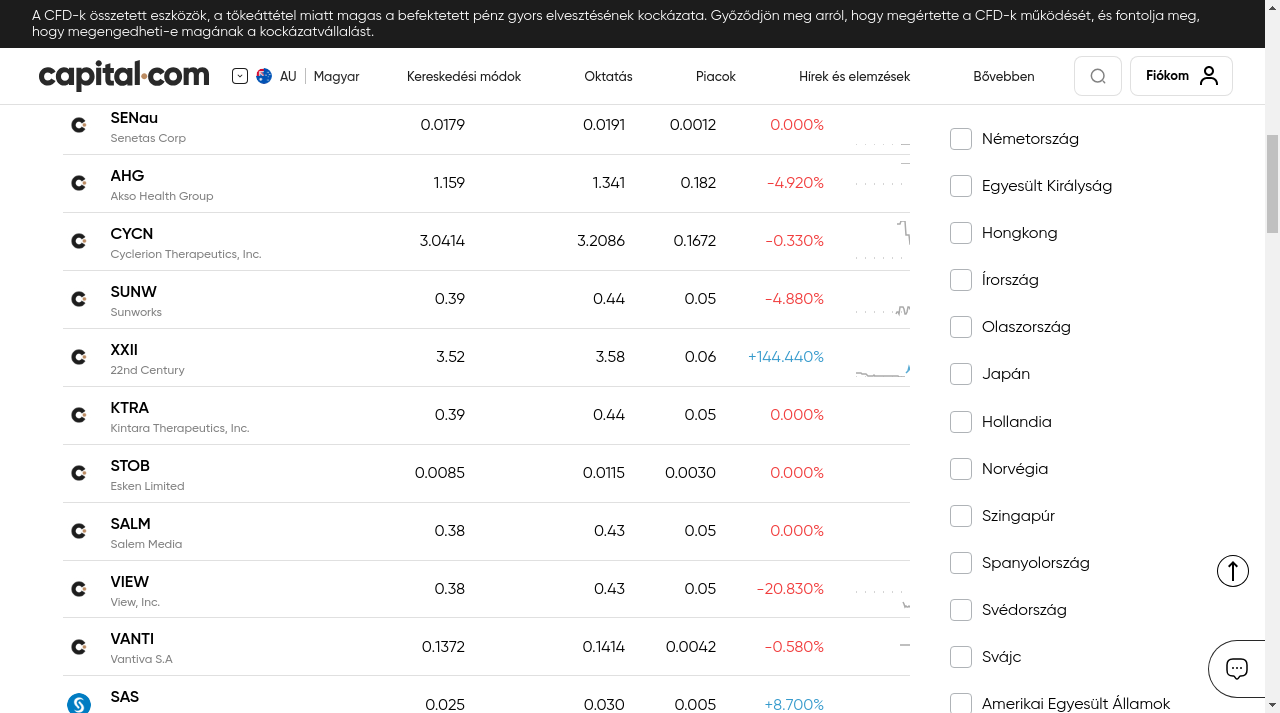 A CFD-k összetett eszközök, a tőkeáttétel miatt magas a befektetett pénz gyors elvesztésének kockázata. Győződjön meg arról, hogy megértette a CFD-k működését, és fontolja meg,
hogy megengedheti-e magának a kockázatvállalást.
capital.com AU Magyar Kereskedési módok Oktatás Piacok Hírek és elemzések Bővebben Fiókom
SENau 0.0179 0.0191 0.0012 0.000%
Senetas Corp
AHG 1.159 1.341 0.182 -4.920%
Akso Health Group
CYCN 3.0414 3.2086 0.1672 -0.330%
Cyclerion Therapeutics, Inc.
SUNW 0.39 0.44 0.05 -4.880%
Sunworks
XXII 3.52 3.58 0.06 +144.440%
22nd Century
KTRA 0.39 0.44 0.05 0.000%
Kintara Therapeutics, Inc.
STOB 0.0085 0.0115 0.0030 0.000%
Esken Limited
SALM 0.38 0.43 0.05 0.000%
Salem Media
VIEW 0.38 0.43 0.05 -20.830%
View, Inc.
VANTI 0.1372 0.1414 0.0042 -0.580%
Vantiva S.A
SAS 0.025 0.030 0.005 +8.700%
Németország
Egyesült Királyság
Hongkong
Írország
Olaszország
Japán
Hollandia
Norvégia
Szingapúr
Spanyolország
Svédország
Svájc
Amerikai Egyesült Államok